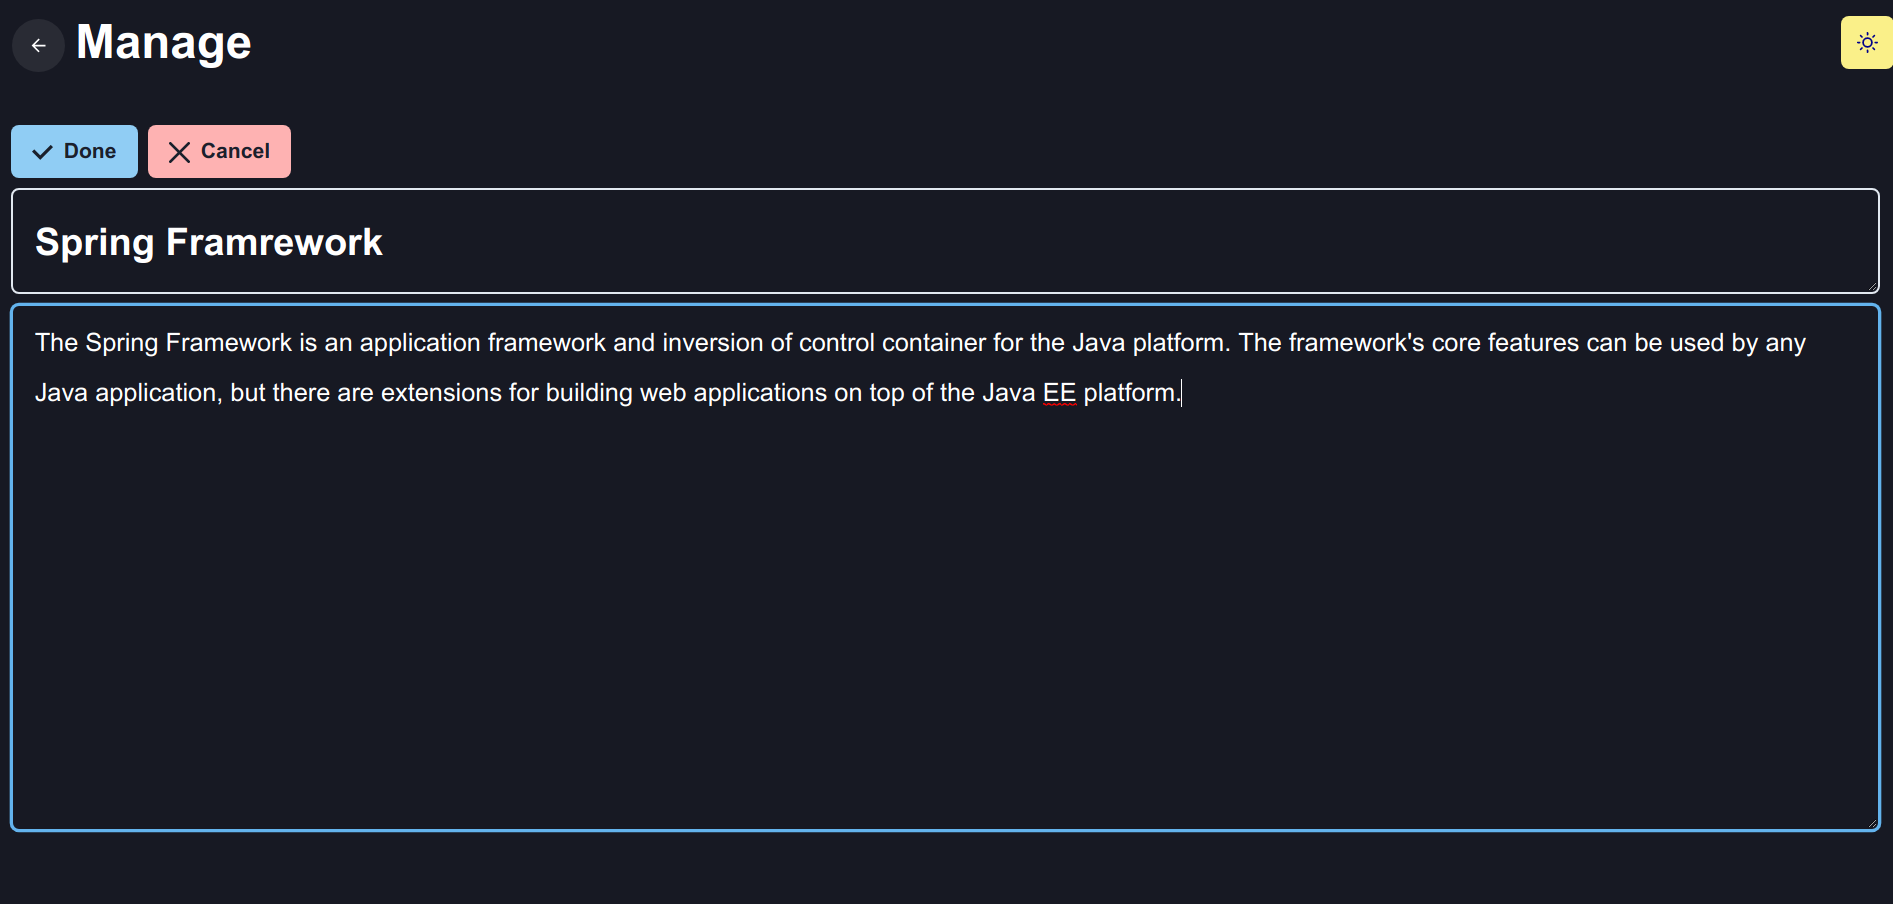 Manage
Done
Cancel
Spring Framrework
The Spring Framework is an application framework and inversion of control container for the Java platform. The framework's core features can be used by any
Java application, but there are extensions for building web applications on top of the Java EE platform.